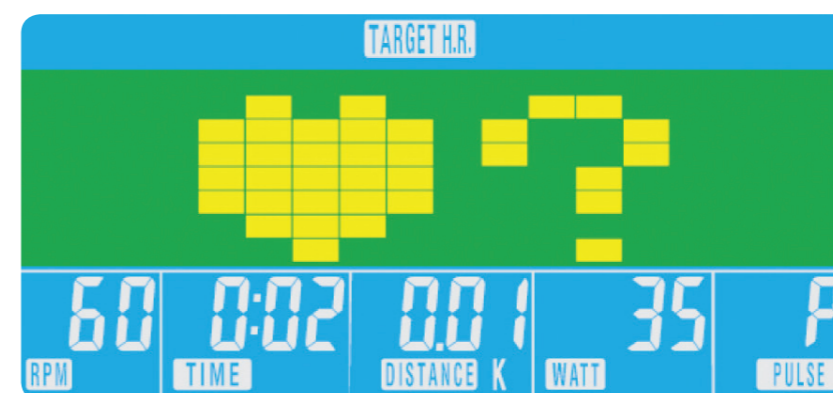 TARGET H.R.
?
60 0:02 0.01 35 P
RPM TIME DISTANCE K WATT PULSE